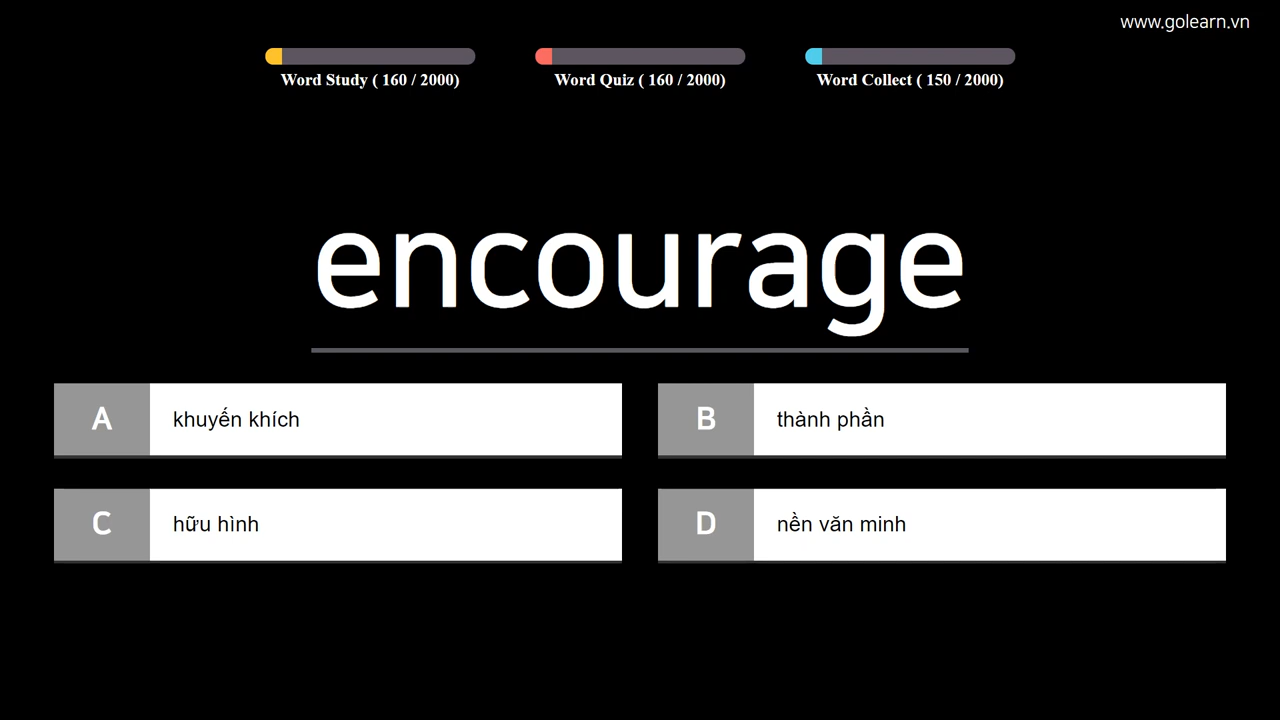 www.golearn.vn
Word Study ( 160 / 2000)
Word Quiz ( 160 / 2000)
Word Collect ( 150 / 2000)
encourage
A khuyến khích
B thành phần
C hữu hình
D nền văn minh